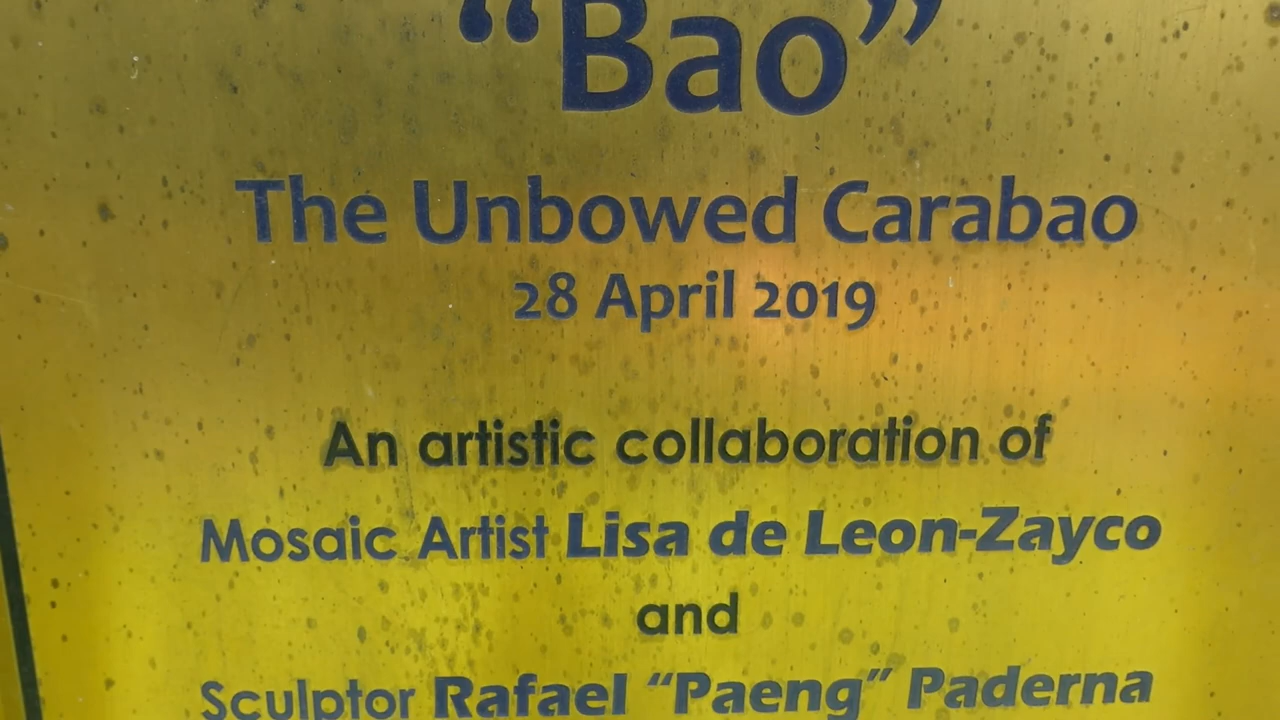 “Bao”
The Unbowed Carabao
28 April 2019
An artistic collaboration of
Mosaic Artist Lisa de Leon-Zayco
and
Sculptor Rafael “Paeng” Paderna